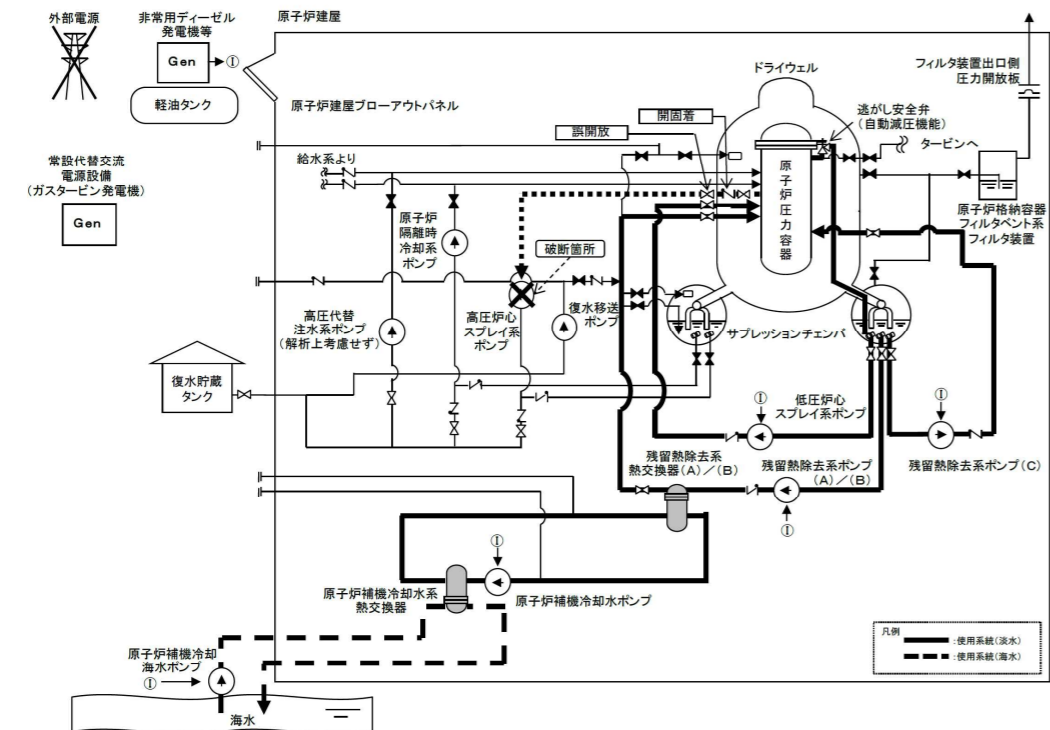 外部電源
非常用ディーゼル
発電機等
Gen
①
軽油タンク
原子炉建屋
原子炉建屋ブローアウトパネル
常設代替交流
電源設備
(ガスタービン発電機)
Gen
ドライウェル
開固着
誤開放
逃がし安全弁
(自動減圧機能)
タービンへ
フィルタ装置出口側
圧力開放板
給水系より
原子炉圧力容器
原子炉格納容器
フィルタベント系
フィルタ装置
原子炉
隔離時
冷却系
ポンプ
破断箇所
高圧代替
注水系ポンプ
(解析上考慮せず)
高圧炉心
スプレイ系
ポンプ
復水移送
ポンプ
サプレッションチェンバ
復水貯蔵
タンク
①
低圧炉心
スプレイ系ポンプ
①
残留熱除去系
熱交換器(A)/(B)
残留熱除去系ポンプ
(A)/(B)
残留熱除去系ポンプ(C)
①
①
原子炉補機冷却水系
熱交換器
原子炉補機冷却水ポンプ
原子炉補機冷却
海水ポンプ
①
海水
凡例
:使用系統(淡水)
:使用系統(海水)